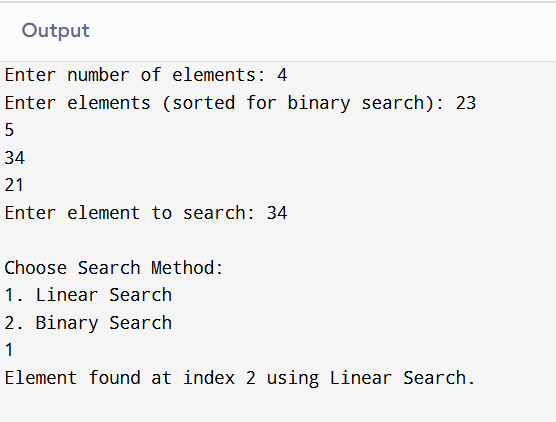 Output
Enter number of elements: 4
Enter elements (sorted for binary search): 23
5
34
21
Enter element to search: 34
Choose Search Method:
1. Linear Search
2. Binary Search
1
Element found at index 2 using Linear Search.